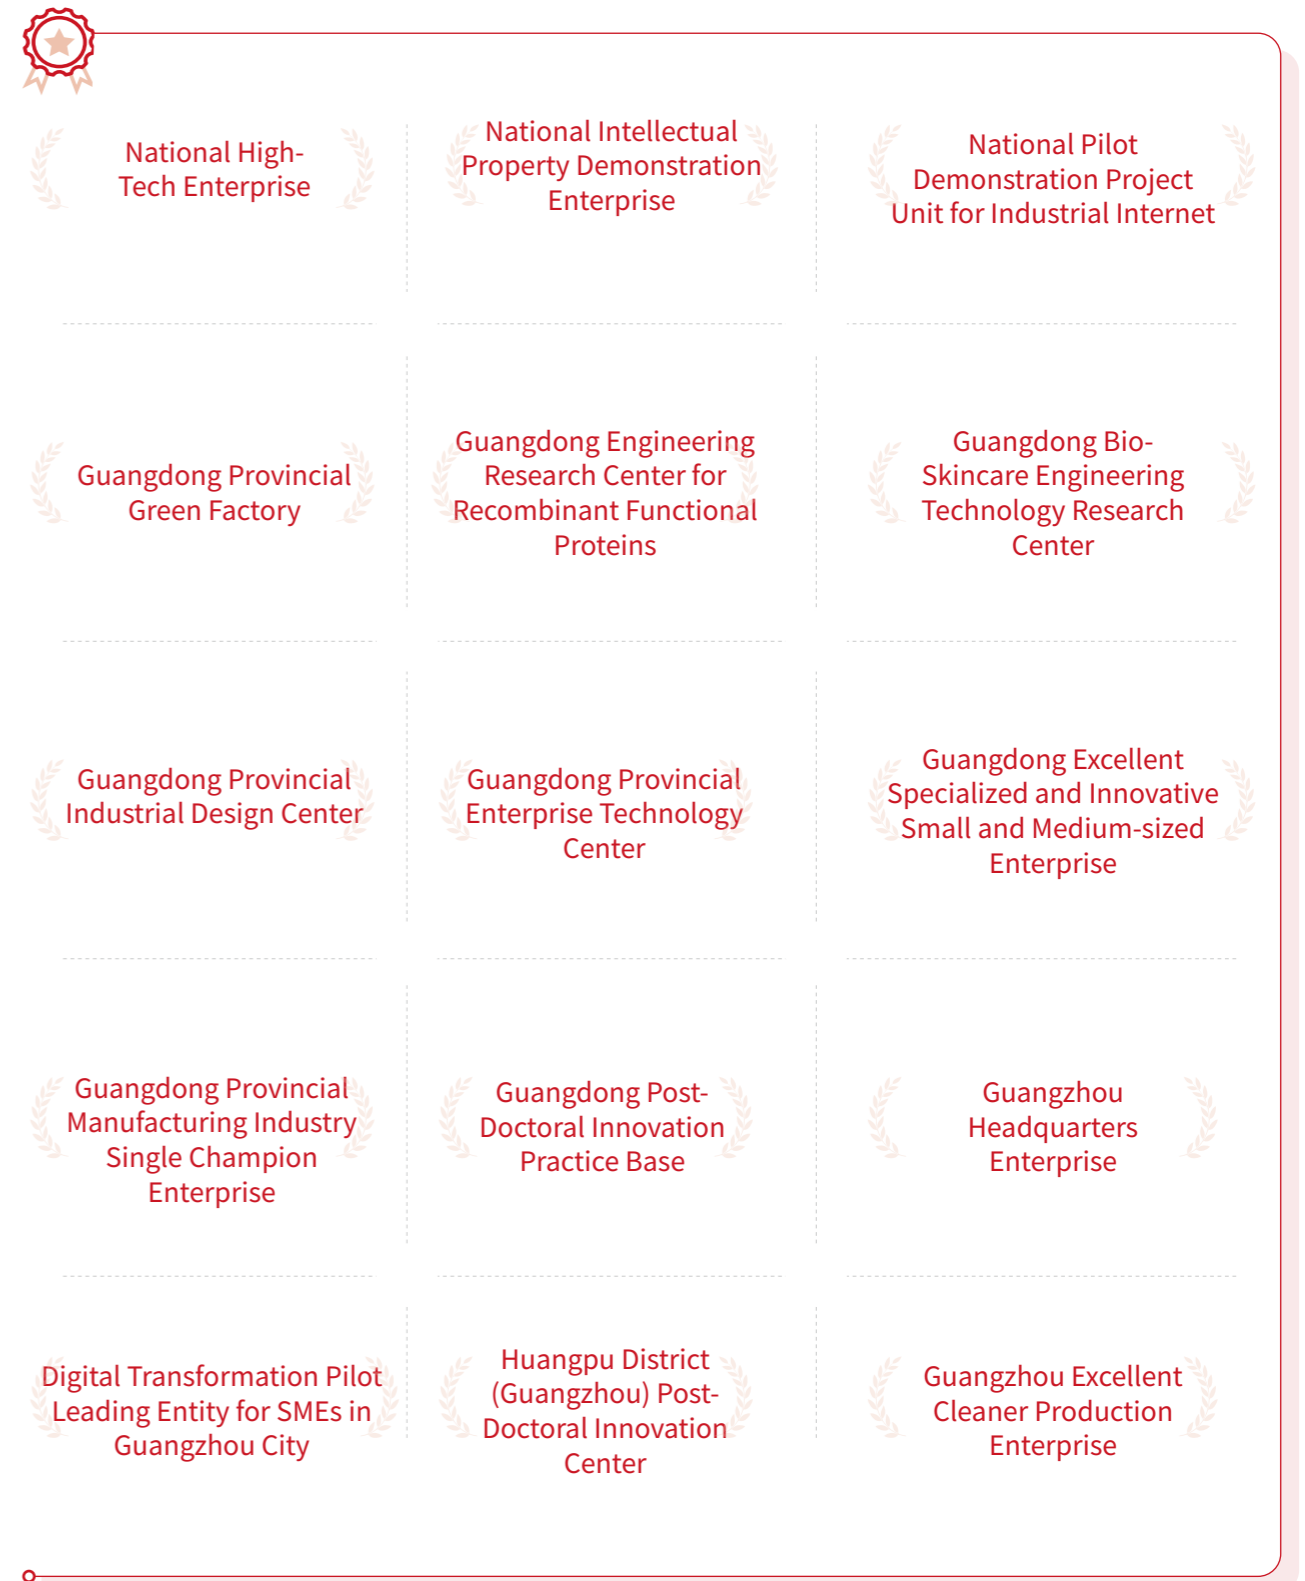 National High-
Tech Enterprise
National Intellectual
Property Demonstration
Enterprise
National Pilot
Demonstration Project
Unit for Industrial Internet
Guangdong Provincial
Green Factory
Guangdong Engineering
Research Center for
Recombinant Functional
Proteins
Guangdong Bio-
Skincare Engineering
Technology Research
Center
Guangdong Provincial
Industrial Design Center
Guangdong Provincial
Enterprise Technology
Center
Guangdong Excellent
Specialized and Innovative
Small and Medium-sized
Enterprise
Guangdong Provincial
Manufacturing Industry
Single Champion
Enterprise
Guangdong Post-
Doctoral Innovation
Practice Base
Guangzhou
Headquarters
Enterprise
Digital Transformation Pilot
Leading Entity for SMEs in
Guangzhou City
Huangpu District
(Guangzhou) Post-
Doctoral Innovation
Center
Guangzhou Excellent
Cleaner Production
Enterprise